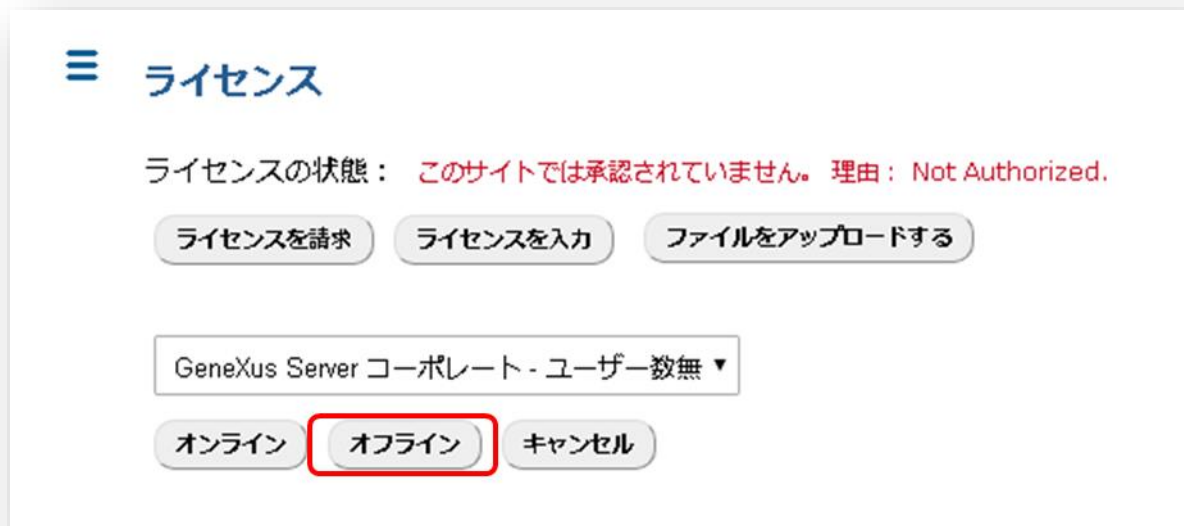 ライセンス
ライセンスの状態： このサイトでは承認されていません。 理由： Not Authorized.
ライセンスを請求 ライセンスを入力 ファイルをアップロードする
GeneXus Server コーポレート - ユーザー数無
オンライン オフライン キャンセル